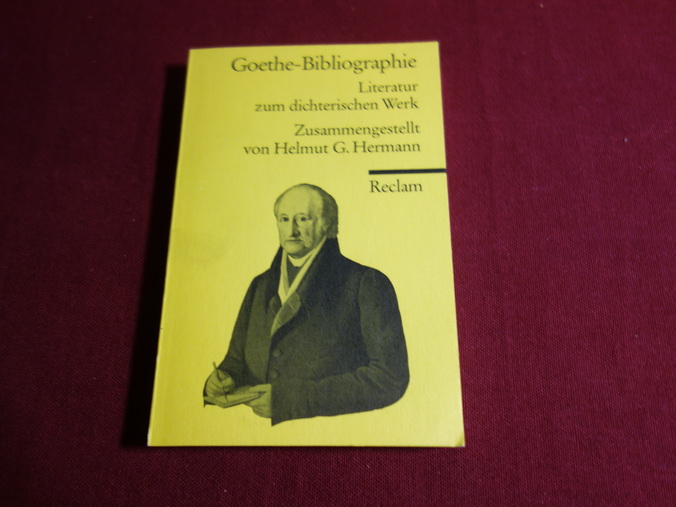 Goethe-Bibliographie
Literatur
zum dichterischen Werk
Zusammengestellt
von Helmut G. Hermann
Reclam